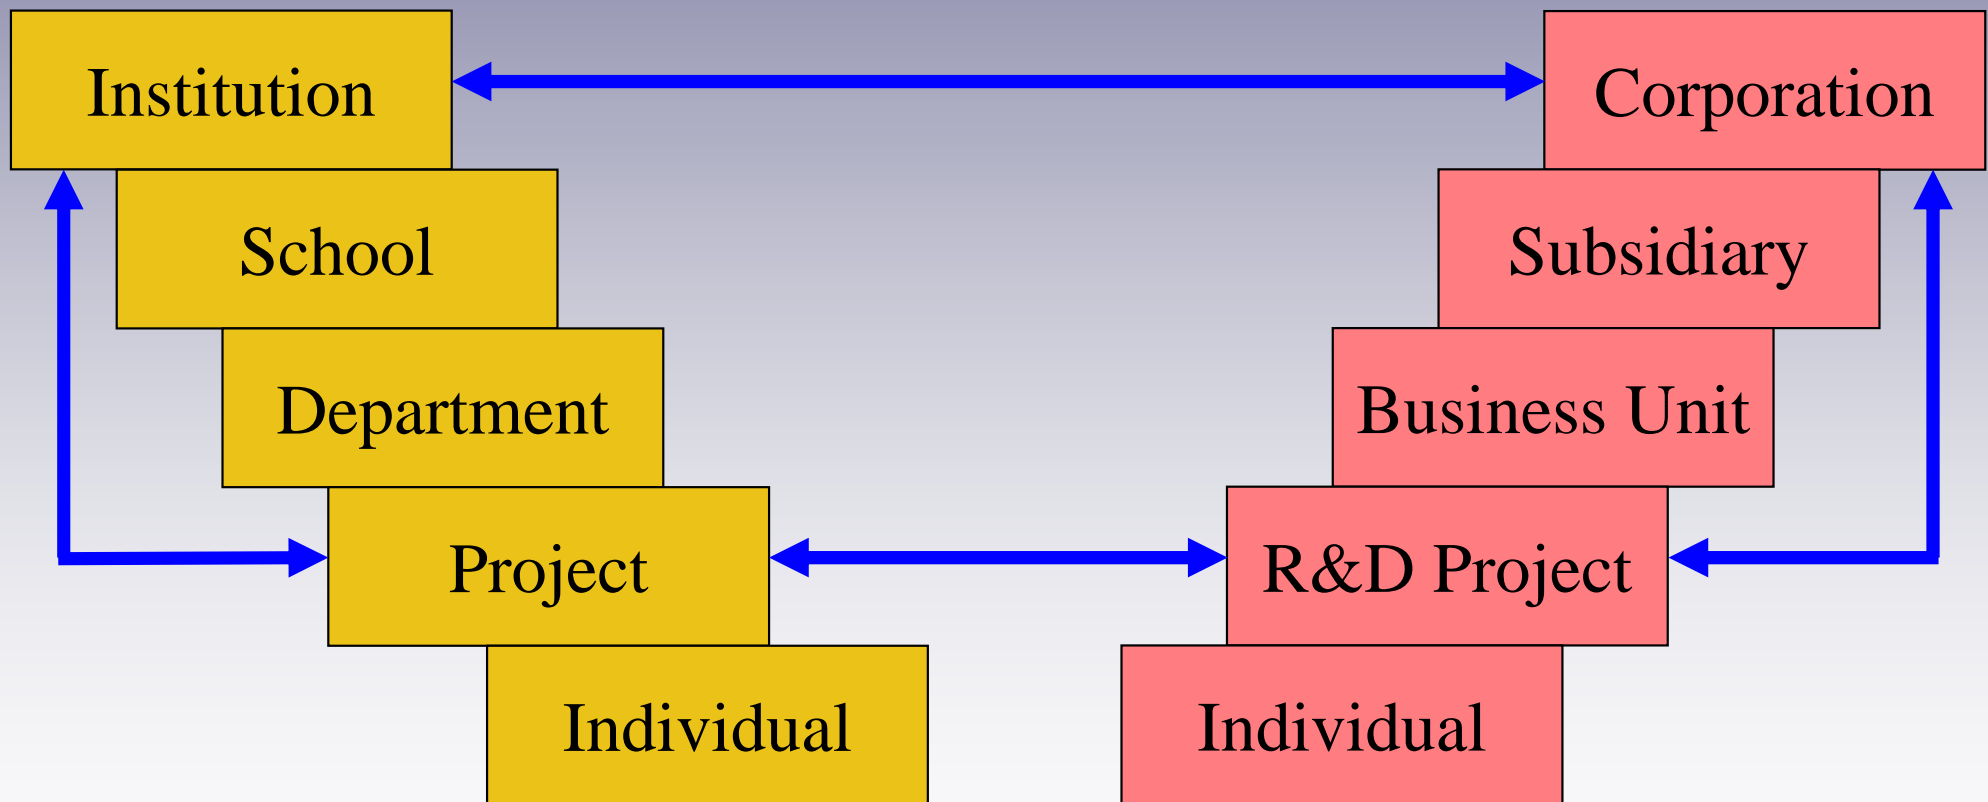 Institution
Corporation
School
Subsidiary
Department
Business Unit
Project
R&D Project
Individual
Individual